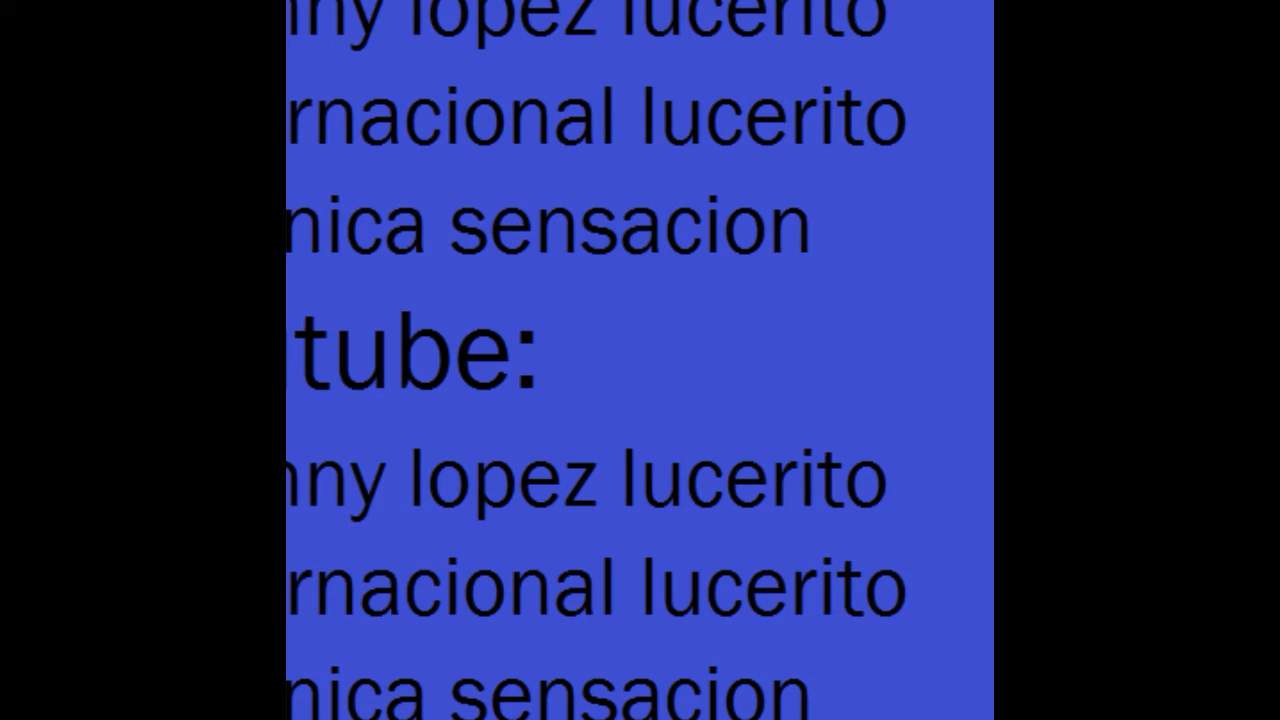 nny lopez lucerito
rnacional lucerito
nica sensacion
tube:
nny lopez lucerito
rnacional lucerito
nica sensacion